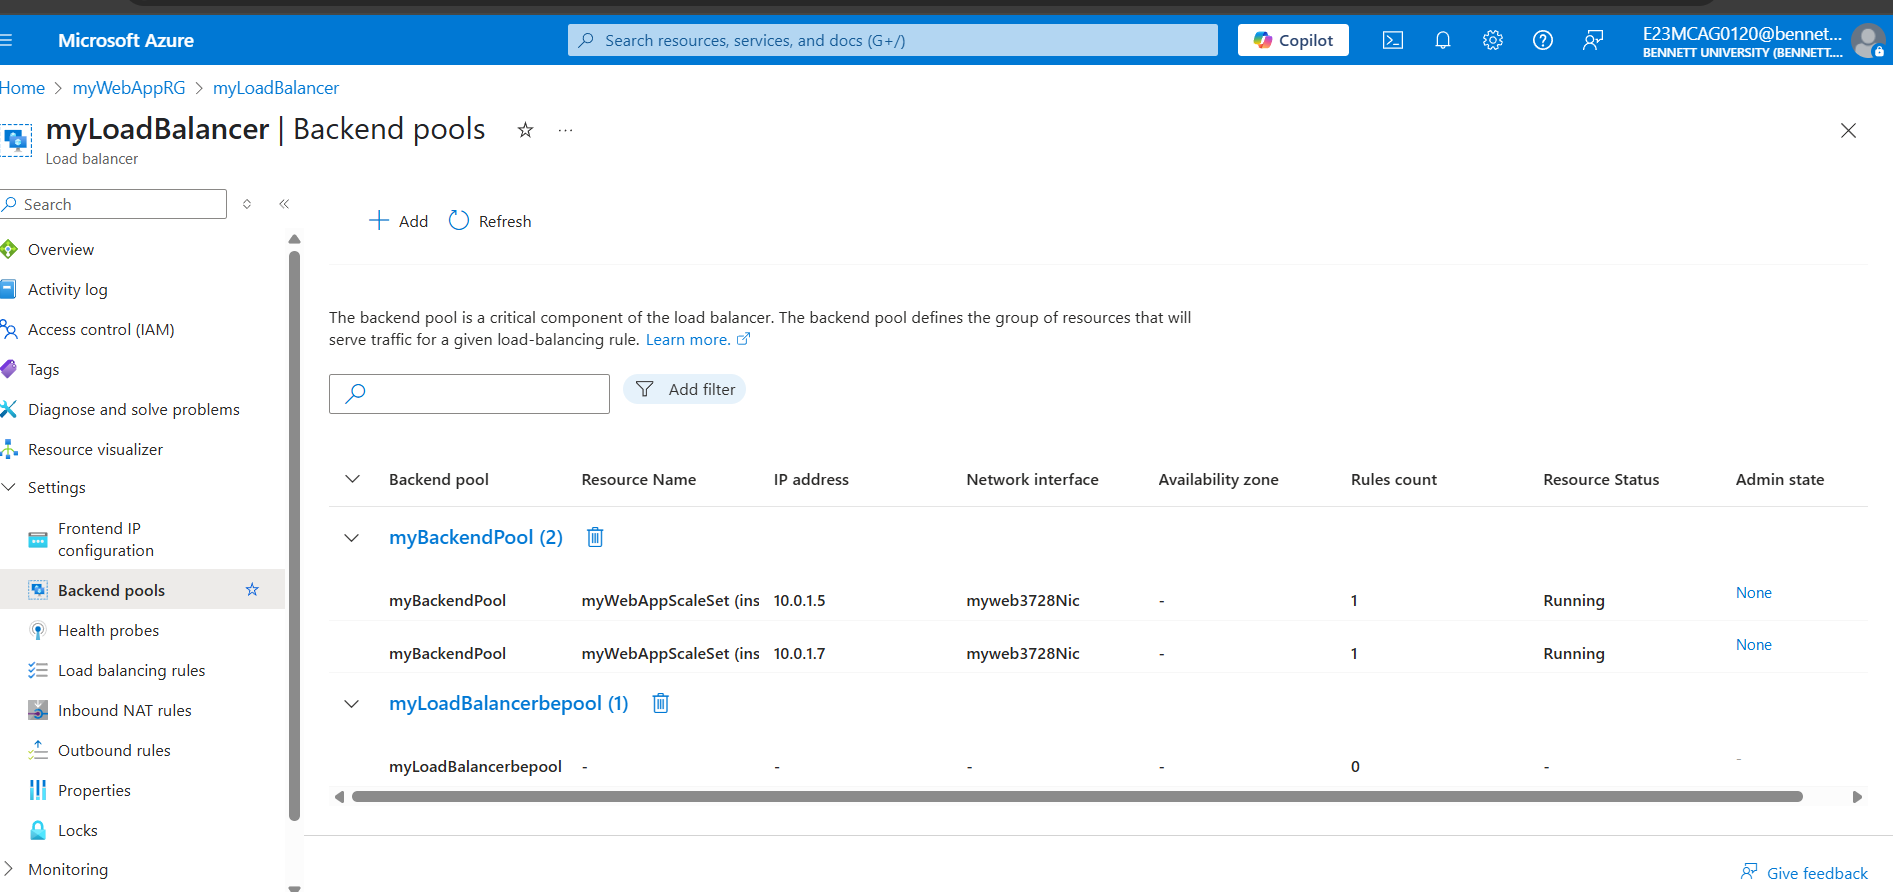 Microsoft Azure
Search resources, services, and docs (G+/)
Copilot
E23MCAG0120@bennet...
BENNETT UNIVERSITY (BENNETT....
Home > myWebAppRG > myLoadBalancer
myLoadBalancer | Backend pools
Load balancer
Search
Add
Refresh
Overview
Activity log
Access control (IAM)
Tags
Diagnose and solve problems
Resource visualizer
Settings
Frontend IP
configuration
Backend pools
Health probes
Load balancing rules
Inbound NAT rules
Outbound rules
Properties
Locks
Monitoring
The backend pool is a critical component of the load balancer. The backend pool defines the group of resources that will
serve traffic for a given load-balancing rule. Learn more.
Add filter
Backend pool Resource Name IP address Network interface Availability zone Rules count Resource Status Admin state
myBackendPool (2)
myBackendPool myWebAppScaleSet (ins 10.0.1.5 myweb3728Nic - 1 Running None
myBackendPool myWebAppScaleSet (ins 10.0.1.7 myweb3728Nic - 1 Running None
myLoadBalancerbepool (1)
myLoadBalancerbepool - - - - 0 - -
Give feedback